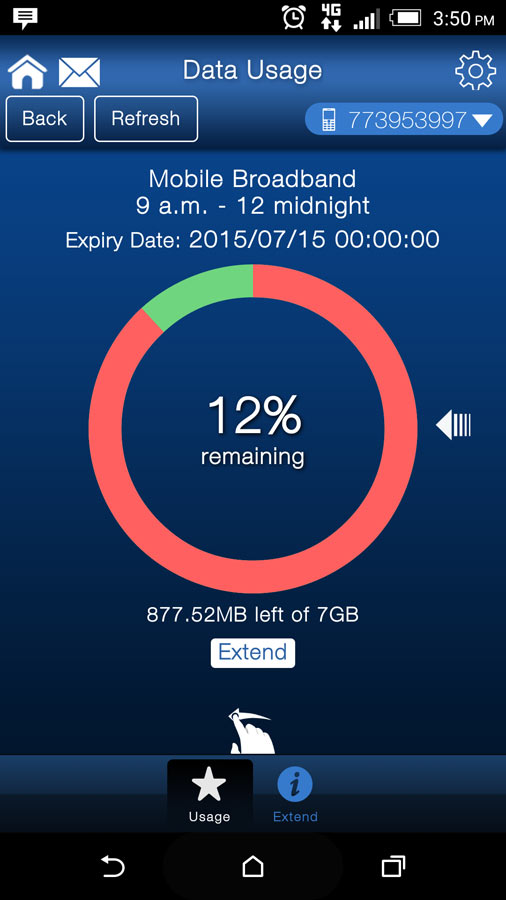 4G
3:50 PM
Data Usage
Back
Refresh
773953997
Mobile Broadband
9 a.m. - 12 midnight
Expiry Date: 2015/07/15 00:00:00
12%
remaining
877.52MB left of 7GB
Extend
Usage
Extend